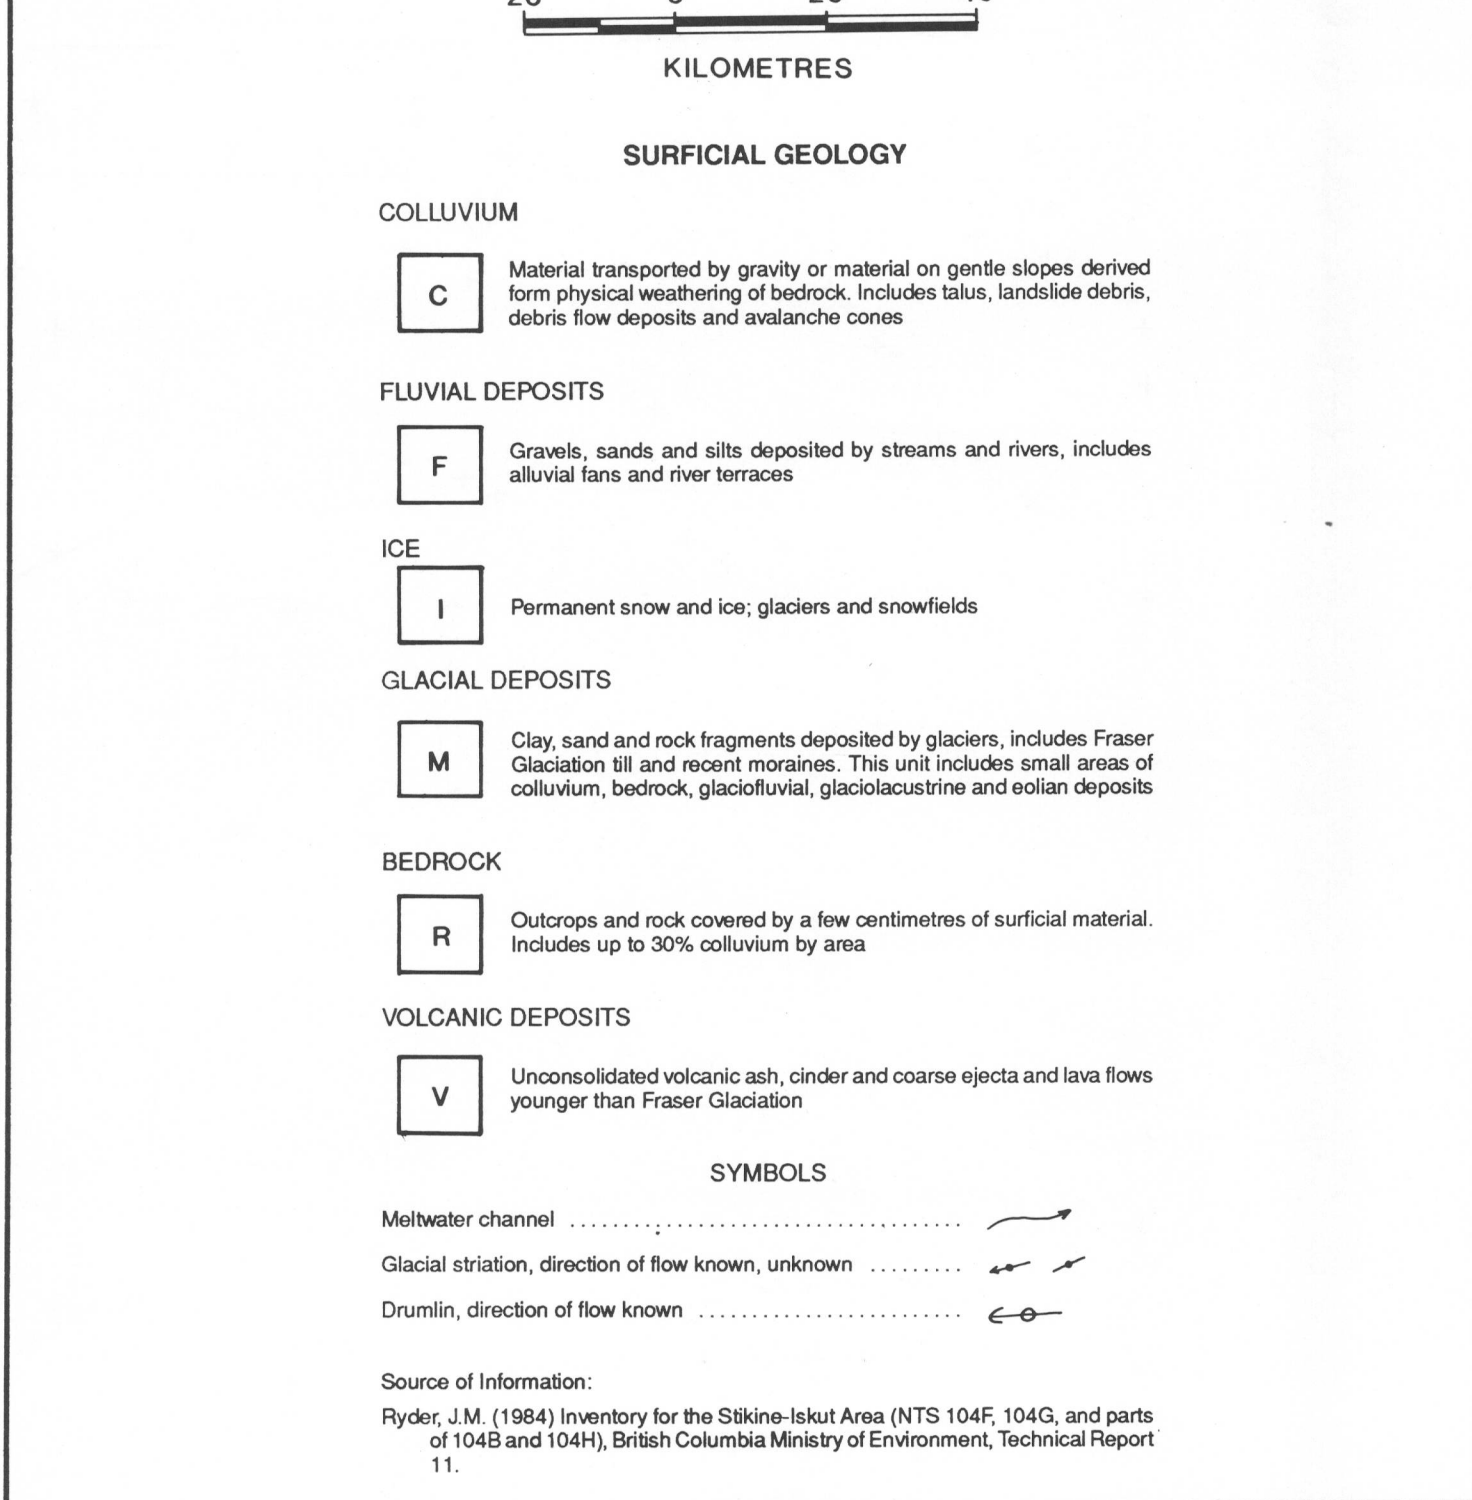 KILOMETRES
SURFICIAL GEOLOGY
COLLUVIUM
C
Material transported by gravity or material on gentle slopes derived
form physical weathering of bedrock. Includes talus, landslide debris,
debris flow deposits and avalanche cones
FLUVIAL DEPOSITS
F
Gravels, sands and silts deposited by streams and rivers, includes
alluvial fans and river terraces
ICE
I
Permanent snow and ice; glaciers and snowfields
GLACIAL DEPOSITS
M
Clay, sand and rock fragments deposited by glaciers, includes Fraser
Glaciation till and recent moraines. This unit includes small areas of
colluvium, bedrock, glaciofluvial, glaciolacustrine and eolian deposits
BEDROCK
R
Outcrops and rock covered by a few centimetres of surficial material.
Includes up to 30% colluvium by area
VOLCANIC DEPOSITS
V
Unconsolidated volcanic ash, cinder and coarse ejecta and lava flows
younger than Fraser Glaciation
SYMBOLS
Meltwater channel .....................................
Glacial striation, direction of flow known, unknown .........
Drumlin, direction of flow known .........................
Source of Information:
Ryder, J.M. (1984) Inventory for the Stikine-Iskut Area (NTS 104F, 104G, and parts
of 104B and 104H), British Columbia Ministry of Environment, Technical Report
11.